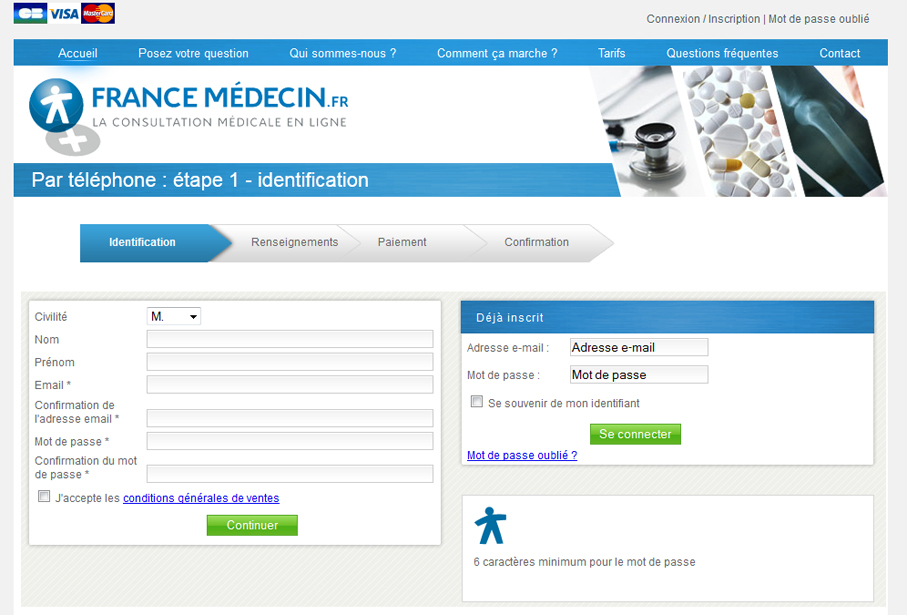 CB VISA MasterCard
Connexion / Inscription | Mot de passe oublié
Accueil Posez votre question Qui sommes-nous ? Comment ça marche ? Tarifs Questions fréquentes Contact
FRANCE MÉDECIN.FR
LA CONSULTATION MÉDICALE EN LIGNE
Par téléphone : étape 1 - identification
Identification Renseignements Paiement Confirmation
Civilité M.
Nom
Prénom
Email *
Confirmation de
l'adresse email *
Mot de passe *
Confirmation du mot
de passe *
J'accepte les conditions générales de ventes
Continuer
Déjà inscrit
Adresse e-mail : Adresse e-mail
Mot de passe : Mot de passe
Se souvenir de mon identifiant
Se connecter
Mot de passe oublié ?
6 caractères minimum pour le mot de passe